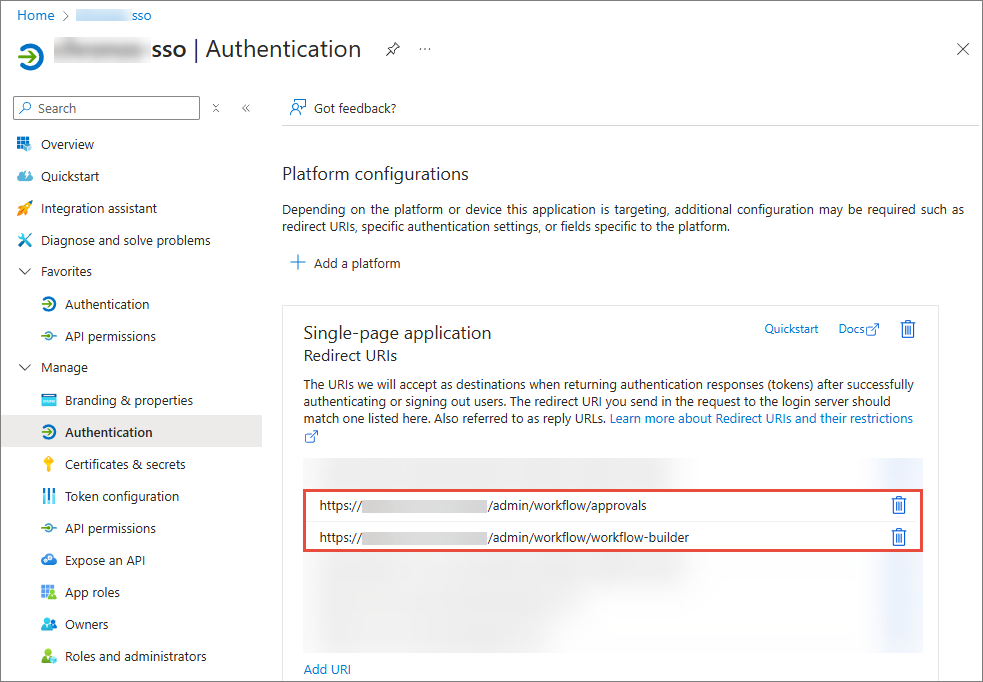 Home > sso
sso | Authentication
Search
Got feedback?
Overview
Quickstart
Integration assistant
Diagnose and solve problems
Favorites
Authentication
API permissions
Manage
Branding & properties
Authentication
Certificates & secrets
Token configuration
API permissions
Expose an API
App roles
Owners
Roles and administrators
Platform configurations
Depending on the platform or device this application is targeting, additional configuration may be required such as
redirect URIs, specific authentication settings, or fields specific to the platform.
Add a platform
Single-page application
Quickstart
Docs
Redirect URIs
The URIs we will accept as destinations when returning authentication responses (tokens) after successfully
authenticating or signing out users. The redirect URI you send in the request to the login server should
match one listed here. Also referred to as reply URLs. Learn more about Redirect URIs and their restrictions
https:// /admin/workflow/approvals
https:// /admin/workflow/workflow-builder
Add URI